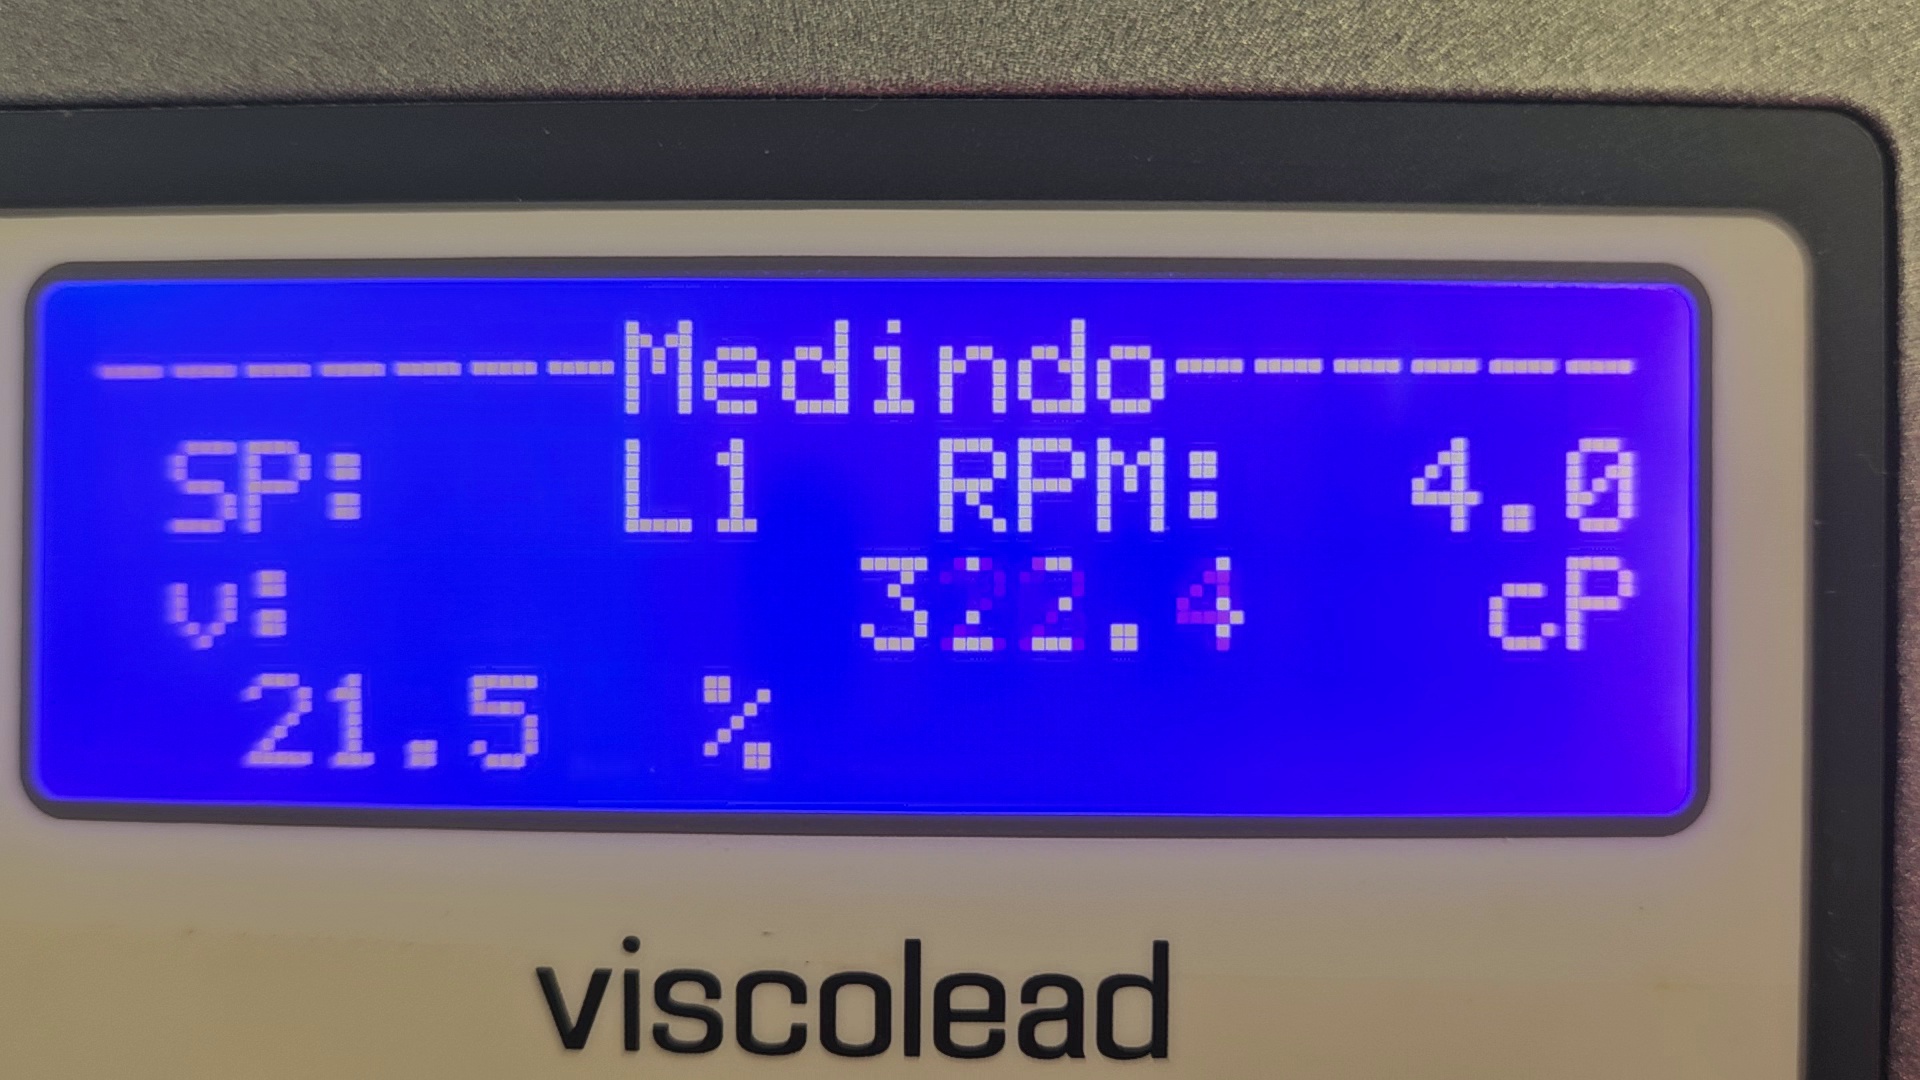 -------Medindo------
SP: L1 RPM: 4.0
v: 322.4 cP
21.5 %
viscolead